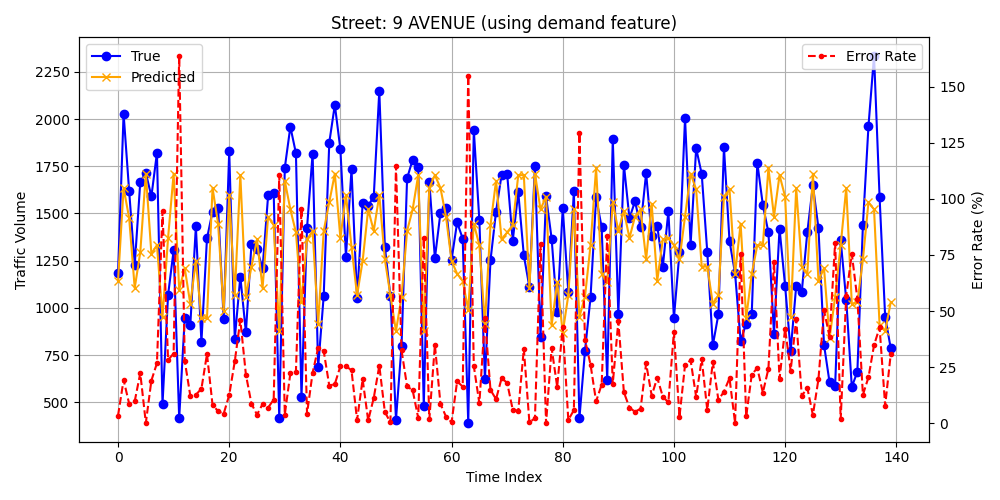 Street: 9 AVENUE (using demand feature)
True
Predicted
Error Rate
Traffic Volume
2250
2000
1750
1500
1250
1000
750
500
150
125
100
75
50
25
0
Error Rate (%)
0 20 40 60 80 100 120 140
Time Index